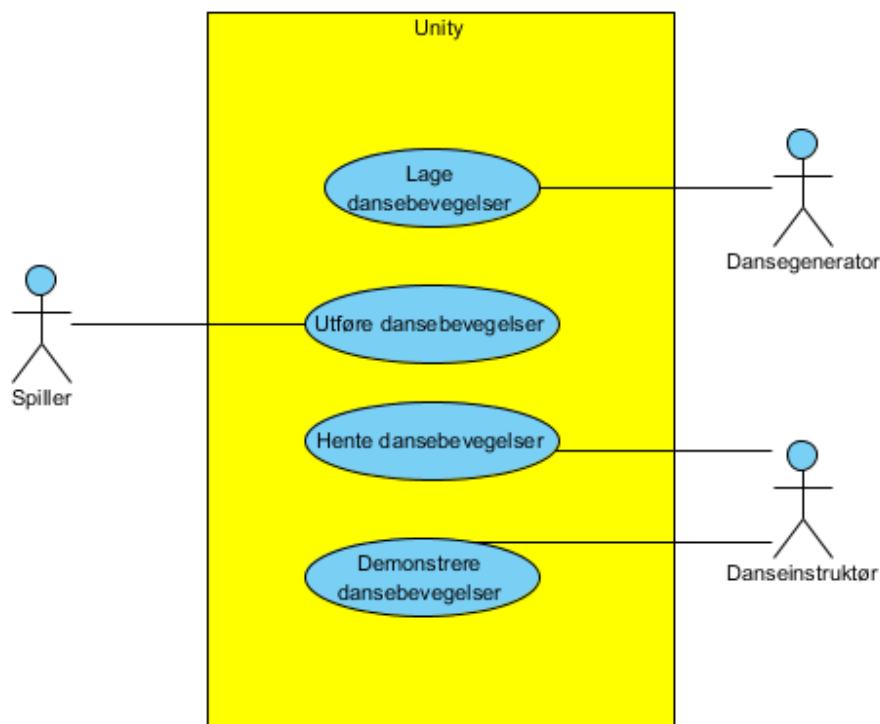 Unity
Lage
dansebevegelser
Dansegenerator
Utføre dansebevegelser
Spiller
Hente dansebevegelser
Demonstrere
dansebevegelser
Danseinstruktør